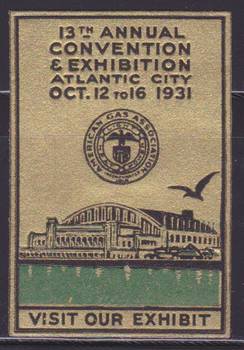 13TH ANNUAL
CONVENTION
& EXHIBITION
ATLANTIC CITY
OCT. 12 TO 16 1931
AMERICAN GAS ASSOCIATION
VISIT OUR EXHIBIT